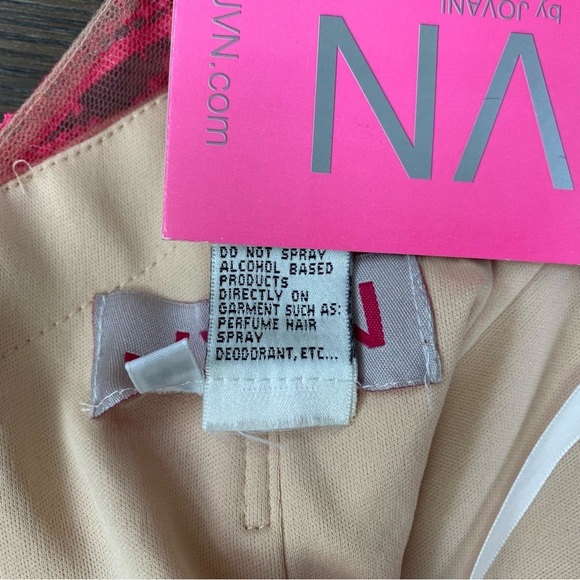 by JOVANI
VN
JVN.com
DO NOT SPRAY
ALCOHOL BASED
PRODUCTS
DIRECTLY ON
GARMENT SUCH AS:
PERFUME HAIR
SPRAY
DEODORANT, ETC...